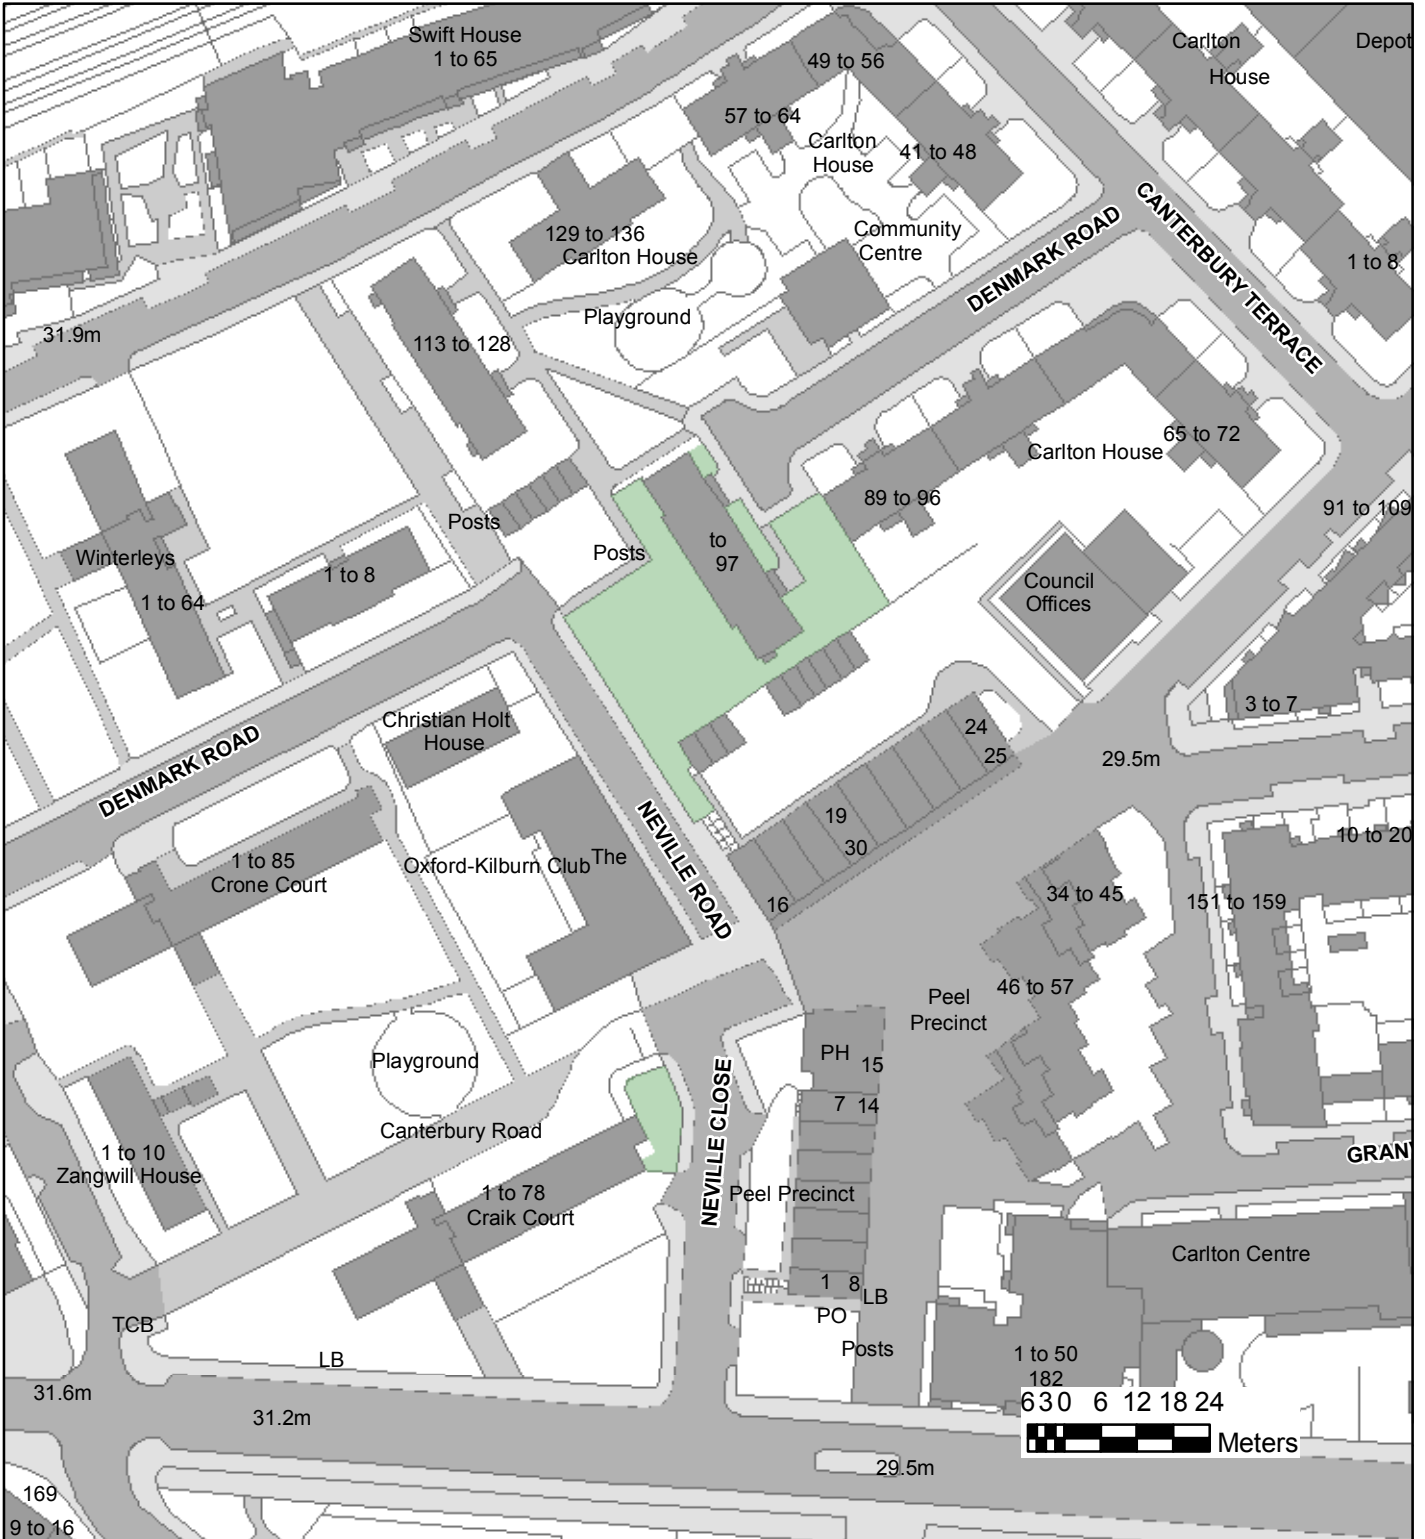 Swift House
1 to 65
49 to 56
Carlton
House
Depot
57 to 64
Carlton
House
41 to 48
CANTERBURY TERRACE
129 to 136
Carlton House
Community
Centre
DENMARK ROAD
1 to 8
31.9m
113 to 128
Playground
Carlton House
65 to 72
89 to 96
91 to 109
Posts
Posts
to
97
Winterleys
1 to 64
1 to 8
Council
Offices
3 to 7
Christian Holt
House
24
25
29.5m
DENMARK ROAD
NEVILLE ROAD
19
30
10 to 20
1 to 85
Crone Court
Oxford-Kilburn Club
The
16
34 to 45
151 to 159
46 to 57
Peel
Precinct
Playground
PH
15
7
14
NEVILLE CLOSE
Canterbury Road
1 to 10
Zangwill House
GRANV
1 to 78
Craik Court
Peel Precinct
Carlton Centre
1
8
LB
PO
TCB
Posts
LB
1 to 50
182
31.6m
31.2m
6 3 0 6 12 18 24
Meters
29.5m
169
9 to 16